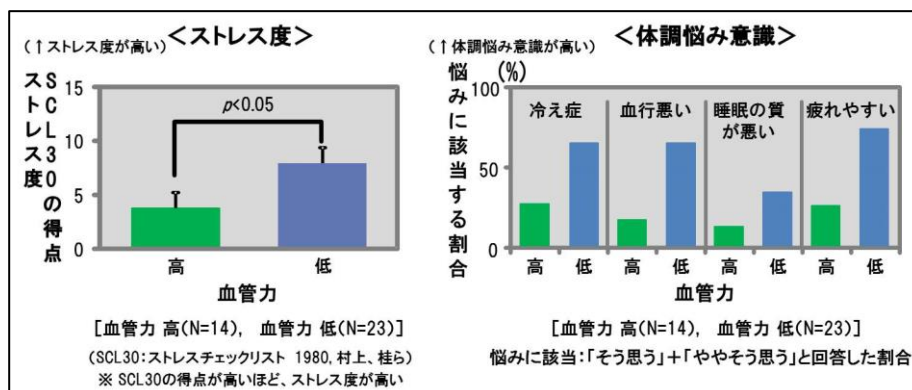 <ストレス度>
(↑ストレス度が高い)
SCL30の得点
ストレス度
15
10
5
0
p<0.05
高
低
血管力
[血管力 高(N=14), 血管力 低(N=23)]
(SCL30:ストレスチェックリスト 1980, 村上、桂ら)
※ SCL30の得点が高いほど、ストレス度が高い
<体調悩み意識>
(↑体調悩み意識が高い)
悩みに該当する割合
(%)
100
50
0
冷え症
血行悪い
睡眠の質
が悪い
疲れやすい
高 低 高 低 高 低 高 低
血管力
[血管力 高(N=14), 血管力 低(N=23)]
悩みに該当:「そう思う」+「ややそう思う」と回答した割合